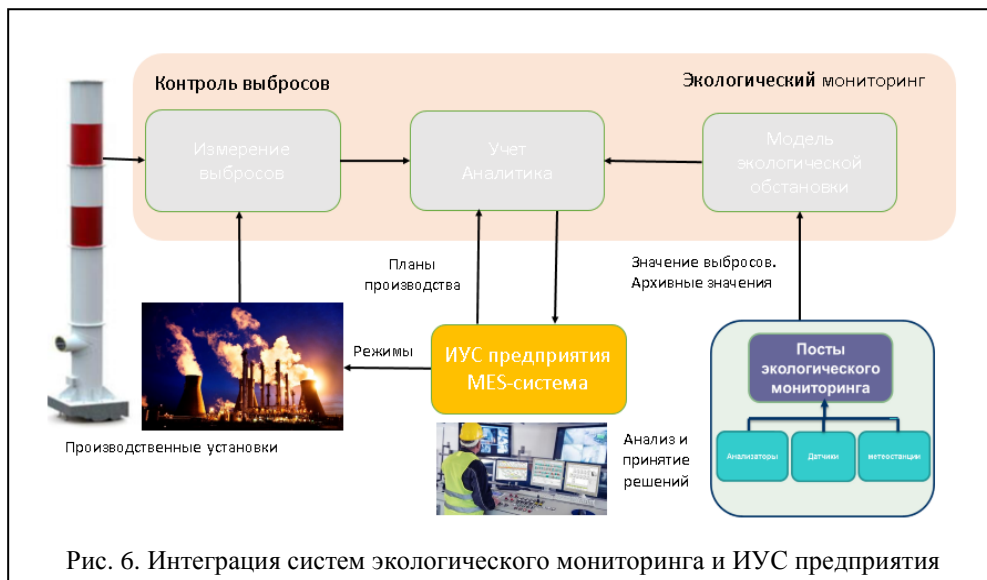 Контроль выбросов
Экологический мониторинг
Измерение
выбросов
Учет
Аналитика
Модель
экологической
обстановки
Планы
производства
Значение выбросов.
Архивные значения
Режимы
ИУС предприятия
MES-система
Посты
экологического
мониторинга
Анализаторы
Датчики
метеостанции
Производственные установки
Анализ и
принятие
решений
Рис. 6. Интеграция систем экологического мониторинга и ИУС предприятия